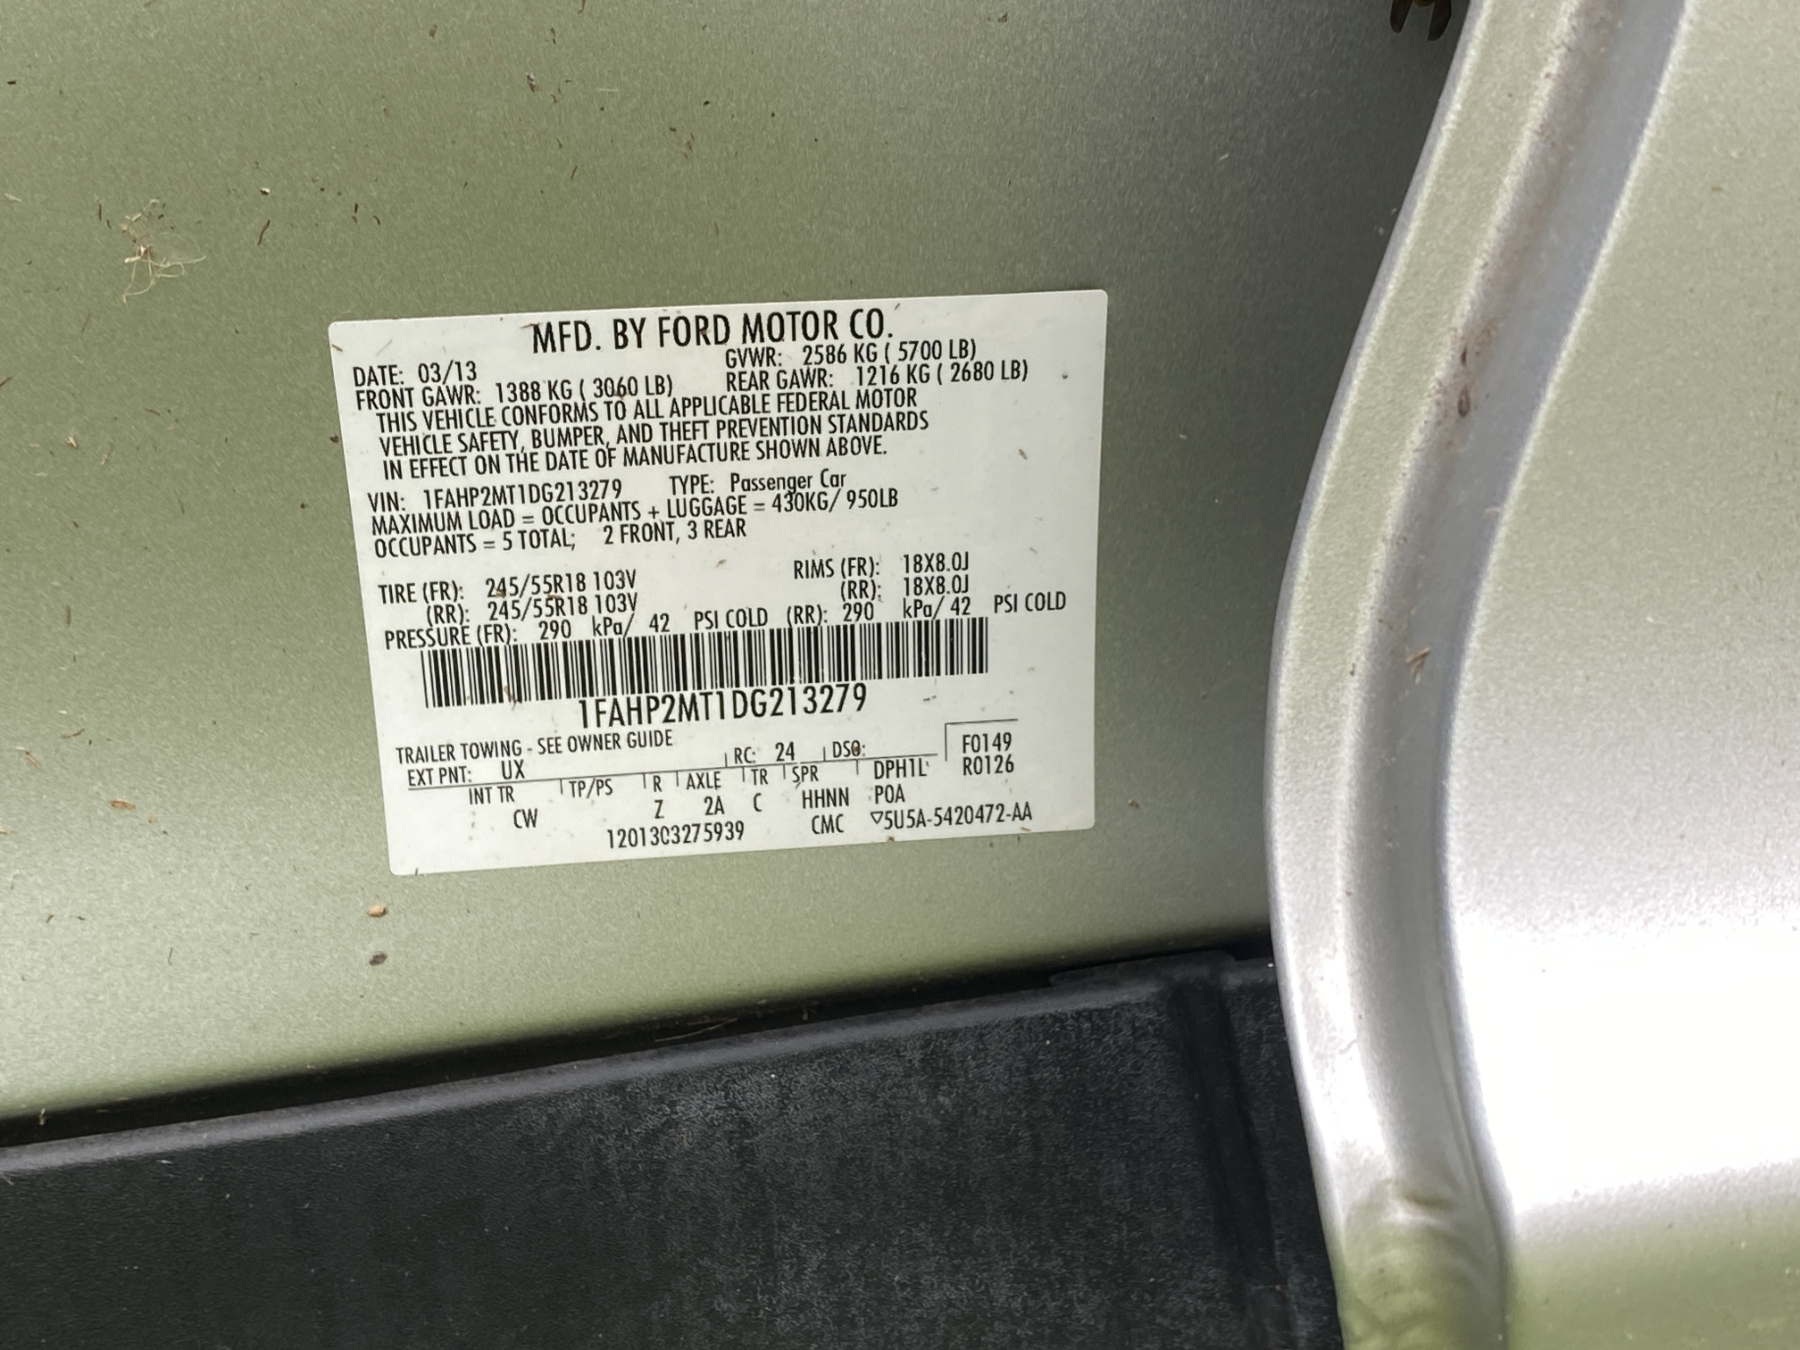 MFD. BY FORD MOTOR CO.
DATE: 03/13 GVWR: 2586 KG ( 5700 LB)
FRONT GAWR: 1388 KG ( 3060 LB) REAR GAWR: 1216 KG ( 2680 LB)
THIS VEHICLE CONFORMS TO ALL APPLICABLE FEDERAL MOTOR
VEHICLE SAFETY, BUMPER, AND THEFT PREVENTION STANDARDS
IN EFFECT ON THE DATE OF MANUFACTURE SHOWN ABOVE.
VIN: 1FAHP2MT1DG213279 TYPE: Passenger Car
MAXIMUM LOAD = OCCUPANTS + LUGGAGE = 430KG/ 950LB
OCCUPANTS = 5 TOTAL; 2 FRONT, 3 REAR
TIRE (FR): 245/55R18 103V RIMS (FR): 18X8.0J
(RR): 245/55R18 103V (RR): 18X8.0J
PRESSURE (FR): 290 kPa/ 42 PSI COLD (RR): 290 kPa/ 42 PSI COLD
1FAHP2MT1DG213279
TRAILER TOWING - SEE OWNER GUIDE
EXT PNT: UX RC: 24 DSO: F0149
INT TR TP/PS R AXLE TR SPR DPH1L R0126
CW Z 2A C HHNN POA
1201303275939 CMC ▽5U5A-5420472-AA